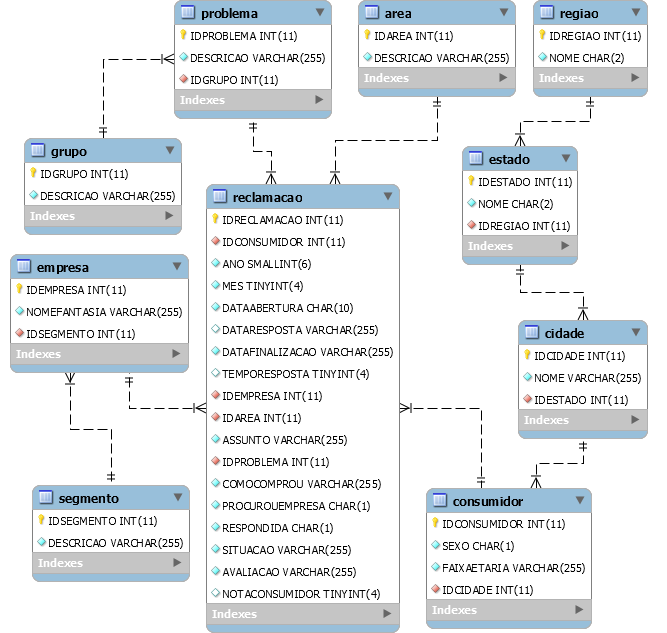 problema
IDPROBLEMA INT(11)
DESCRICAO VARCHAR(255)
IDGRUPO INT(11)
Indexes
area
IDAREA INT(11)
DESCRICAO VARCHAR(255)
Indexes
regiao
IDREGIAO INT(11)
NOME CHAR(2)
Indexes
grupo
IDGRUPO INT(11)
DESCRICAO VARCHAR(255)
Indexes
estado
IDESTADO INT(11)
NOME CHAR(2)
IDREGIAO INT(11)
Indexes
reclamacao
IDRECLAMACAO INT(11)
IDCONSUMIDOR INT(11)
ANO SMALLINT(6)
MES TINYINT(4)
DATAABERTURA CHAR(10)
DATARESPOSTA VARCHAR(255)
DATAFINALIZACAO VARCHAR(255)
TEMPORESPOSTA TINYINT(4)
IDEMPRESA INT(11)
IDAREA INT(11)
ASSUNTO VARCHAR(255)
IDPROBLEMA INT(11)
COMOCOMPROU VARCHAR(255)
PROCUROUEMPRESA CHAR(1)
RESPONDIDA CHAR(1)
SITUACAO VARCHAR(255)
AVALIACAO VARCHAR(255)
NOTACONSUMIDOR TINYINT(4)
Indexes
empresa
IDEMPRESA INT(11)
NOMEFANTASIA VARCHAR(255)
IDSEGMENTO INT(11)
Indexes
cidade
IDCIDADE INT(11)
NOME VARCHAR(255)
IDESTADO INT(11)
Indexes
segmento
IDSEGMENTO INT(11)
DESCRICAO VARCHAR(255)
Indexes
consumidor
IDCONSUMIDOR INT(11)
SEXO CHAR(1)
FAIXAETARIA VARCHAR(255)
IDCIDADE INT(11)
Indexes